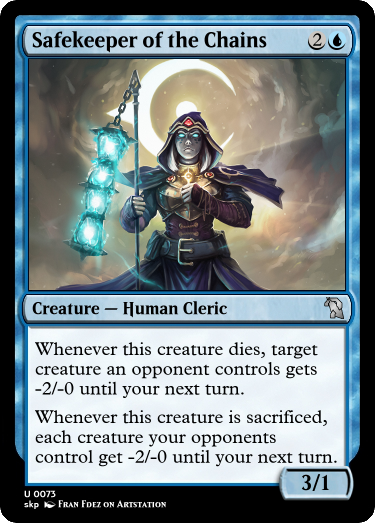 Safekeeper of the Chains 2
Creature — Human Cleric
Whenever this creature dies, target
creature an opponent controls gets
-2/-0 until your next turn.
Whenever this creature is sacrificed,
each creature your opponents
control get -2/-0 until your next turn.
3/1
U 0073
skp Fran Fdez on Artstation